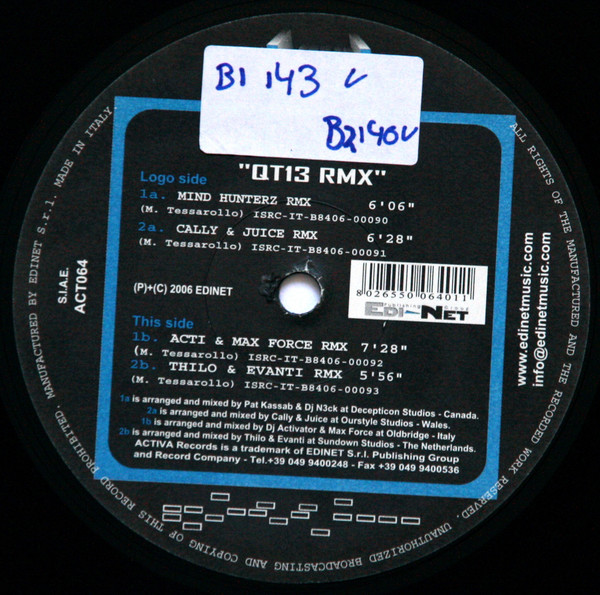 B1 143 v
B2 140 v
"QT13 RMX"
Logo side
1a. MIND HUNTERZ RMX 6'06"
(M. Tessarollo) ISRC-IT-B8406-00090
2a. CALLY & JUICE RMX 6'28"
(M. Tessarollo) ISRC-IT-B8406-00091
(P)+(C) 2006 EDINET
8 026550 064011
EDI-NET
This side
1b. ACTI & MAX FORCE RMX 7'28"
(M. Tessarollo) ISRC-IT-B8406-00092
2b. THILO & EVANTI RMX 5'56"
(M. Tessarollo) ISRC-IT-B8406-00093
1a is arranged and mixed by Pat Kassab & Dj N3ck at Decepticon Studios - Canada.
2a is arranged and mixed by Cally & Juice at Ourstyle Studios - Wales.
1b is arranged and mixed by Dj Activator & Max Force at Oldbridge - Italy
2b is arranged and mixed by Thilo & Evanti at Sundown Studios - The Netherlands.
ACTIVA Records is a trademark of EDINET S.r.l. Publishing Group
and Record Company - Tel.+39 049 9400248 - Fax +39 049 9400536
S.I.A.E.
ACT064
www.edinetmusic.com
info@edinetmusic.com
ALL RIGHTS OF THE MANUFACTURED AND THE RECORDED WORK RESERVED. UNAUTHORIZED BROADCASTING AND COPYING OF THIS RECORD PROHIBITED. MANUFACTURED BY EDINET S.r.l. MADE IN ITALY